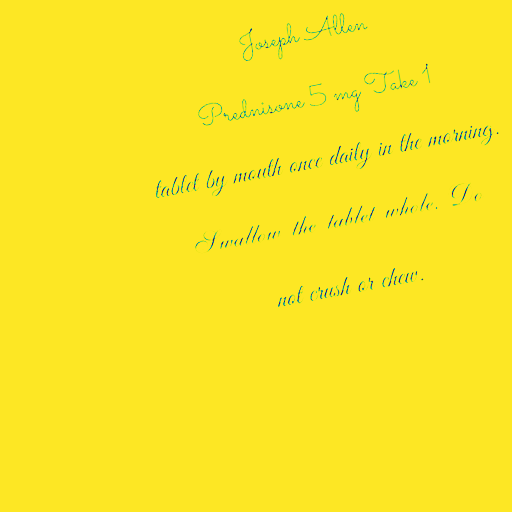 Joseph Allen
Prednisone 5 mg Take 1
tablet by mouth once daily in the morning.
Swallow the tablet whole. Do
not crush or chew.